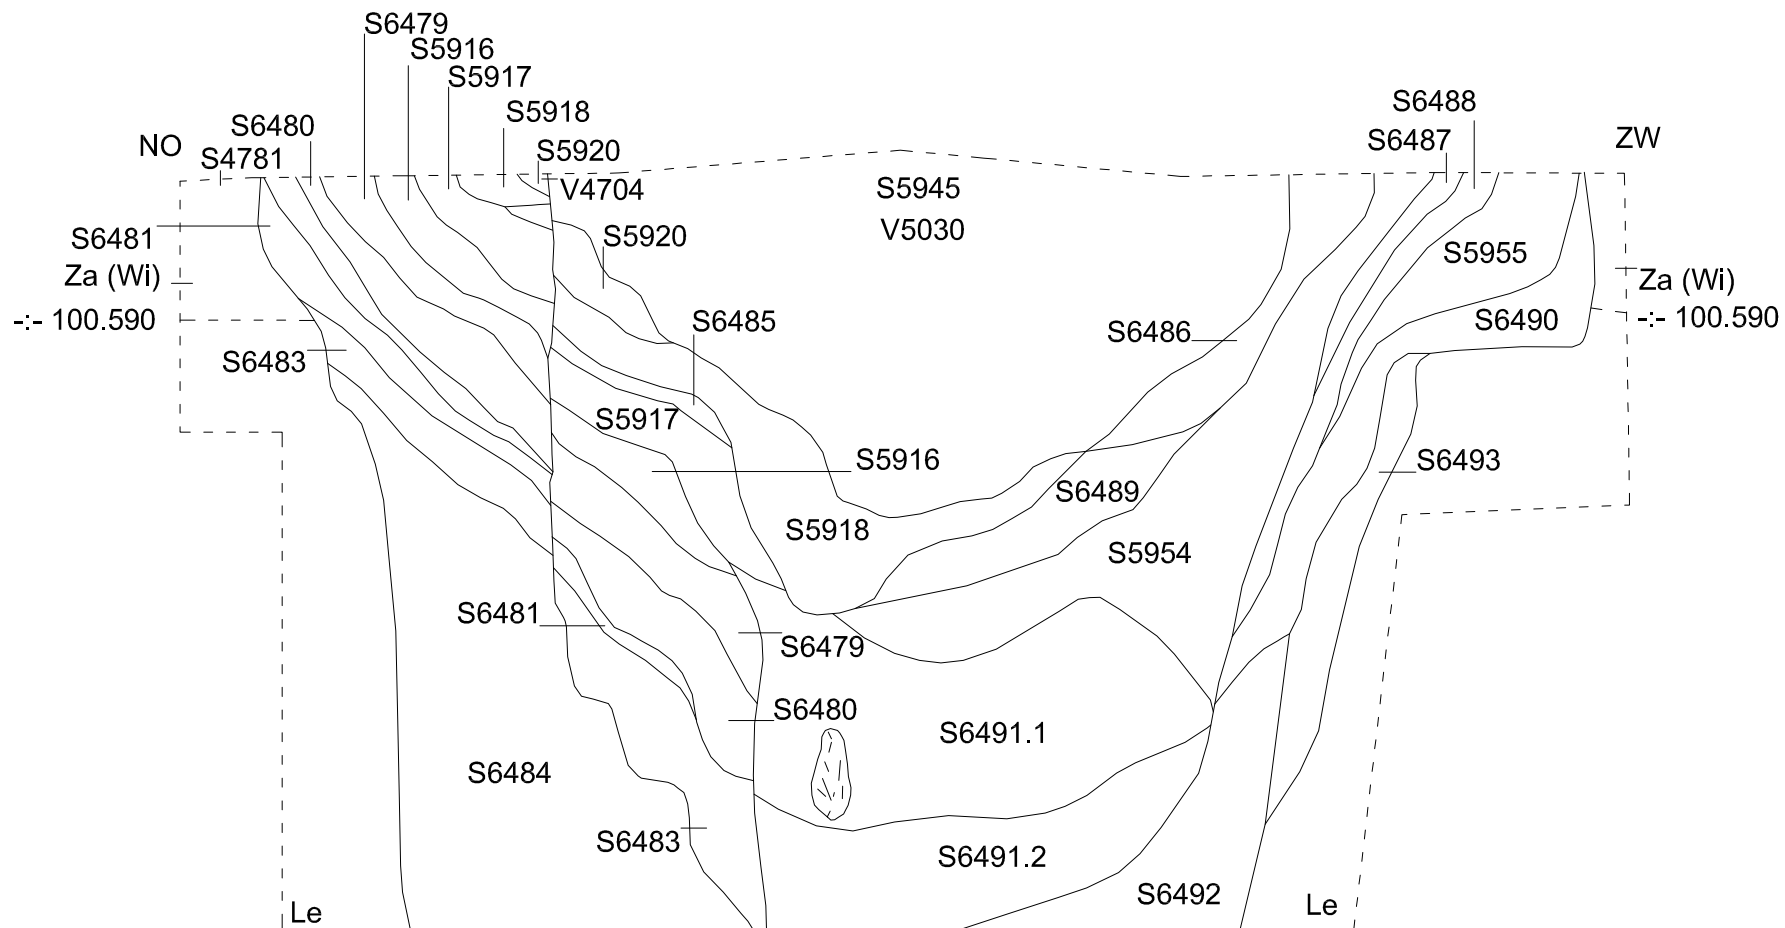 S6479
S5916
S5917
S5918
S6488
S6480
S6487
NO
ZW
S4781
S5920
V4704
S5945
V5030
S6481
S5920
S5955
Za (Wi)
Za (Wi)
-:- 100.590
S6485
S6486
S6490
-:- 100.590
S6483
S5917
S5916
S6493
S6489
S5918
S5954
S6481
S6479
S6480
S6491.1
S6484
S6483
S6491.2
S6492
Le
Le